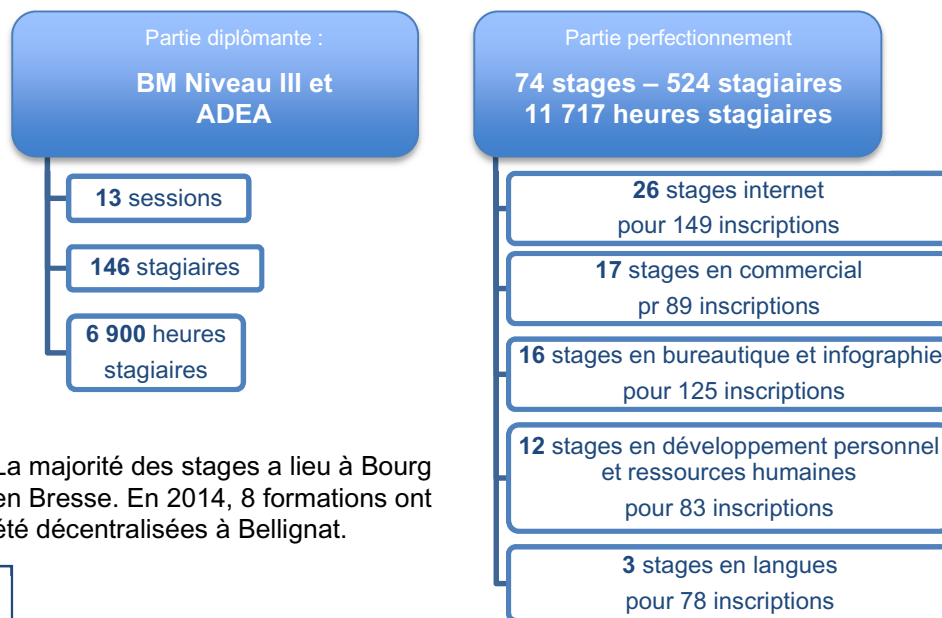 Partie diplômante :
BM Niveau III et
ADEA
13 sessions
146 stagiaires
6 900 heures
stagiaires
La majorité des stages a lieu à Bourg
en Bresse. En 2014, 8 formations ont
été décentralisées à Bellignat.
Partie perfectionnement
74 stages – 524 stagiaires
11 717 heures stagiaires
26 stages internet
pour 149 inscriptions
17 stages en commercial
pr 89 inscriptions
16 stages en bureautique et infographie
pour 125 inscriptions
12 stages en développement personnel
et ressources humaines
pour 83 inscriptions
3 stages en langues
pour 78 inscriptions